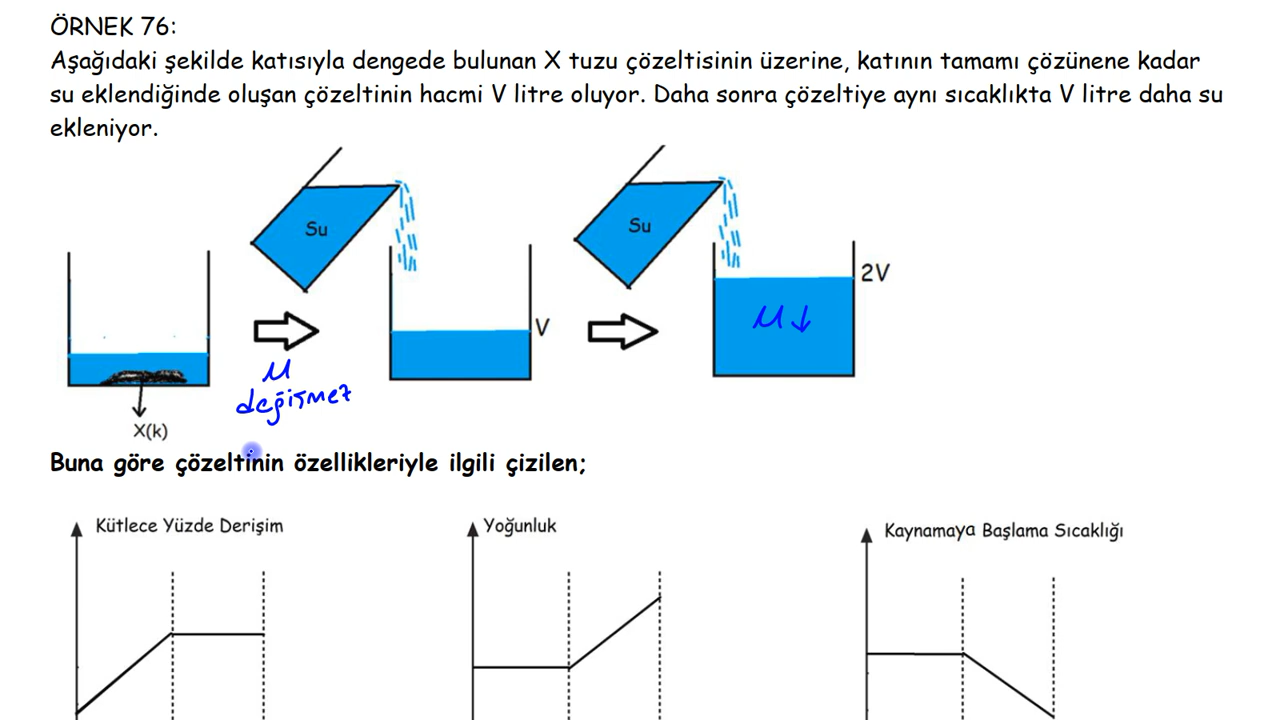 ÖRNEK 76:
Aşağıdaki şekilde katısıyla dengede bulunan X tuzu çözeltisinin üzerine, katının tamamı çözünene kadar
su eklendiğinde oluşan çözeltinin hacmi V litre oluyor. Daha sonra çözeltiye aynı sıcaklıkta V litre daha su
ekleniyor.
Su
Su
2V
M↓
V
M
değişmez
X(k)
Buna göre çözeltinin özellikleriyle ilgili çizilen;
Kütlece Yüzde Derişim
Yoğunluk
Kaynamaya Başlama Sıcaklığı